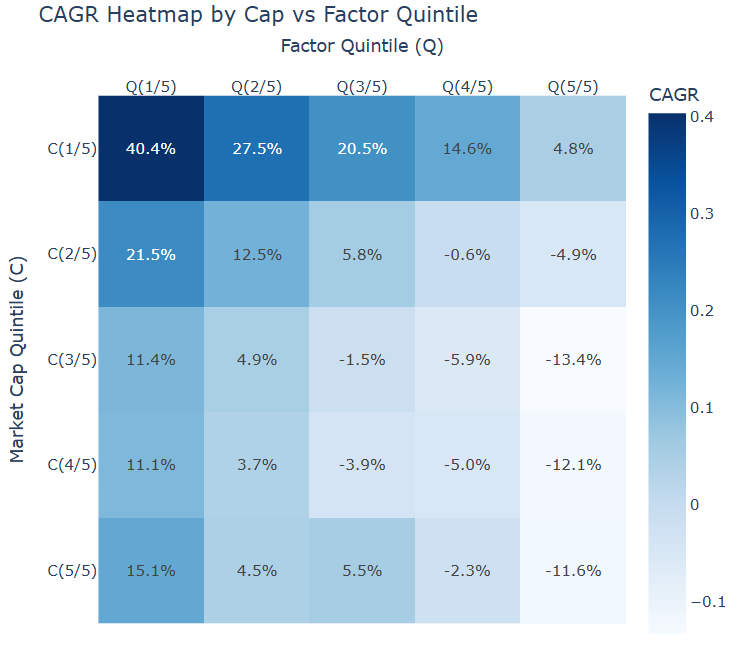 CAGR Heatmap by Cap vs Factor Quintile
Factor Quintile (Q)
Q(1/5) Q(2/5) Q(3/5) Q(4/5) Q(5/5)
CAGR
Market Cap Quintile (C)
C(1/5) 40.4% 27.5% 20.5% 14.6% 4.8%
C(2/5) 21.5% 12.5% 5.8% -0.6% -4.9%
C(3/5) 11.4% 4.9% -1.5% -5.9% -13.4%
C(4/5) 11.1% 3.7% -3.9% -5.0% -12.1%
C(5/5) 15.1% 4.5% 5.5% -2.3% -11.6%
0.4
0.3
0.2
0.1
0
−0.1